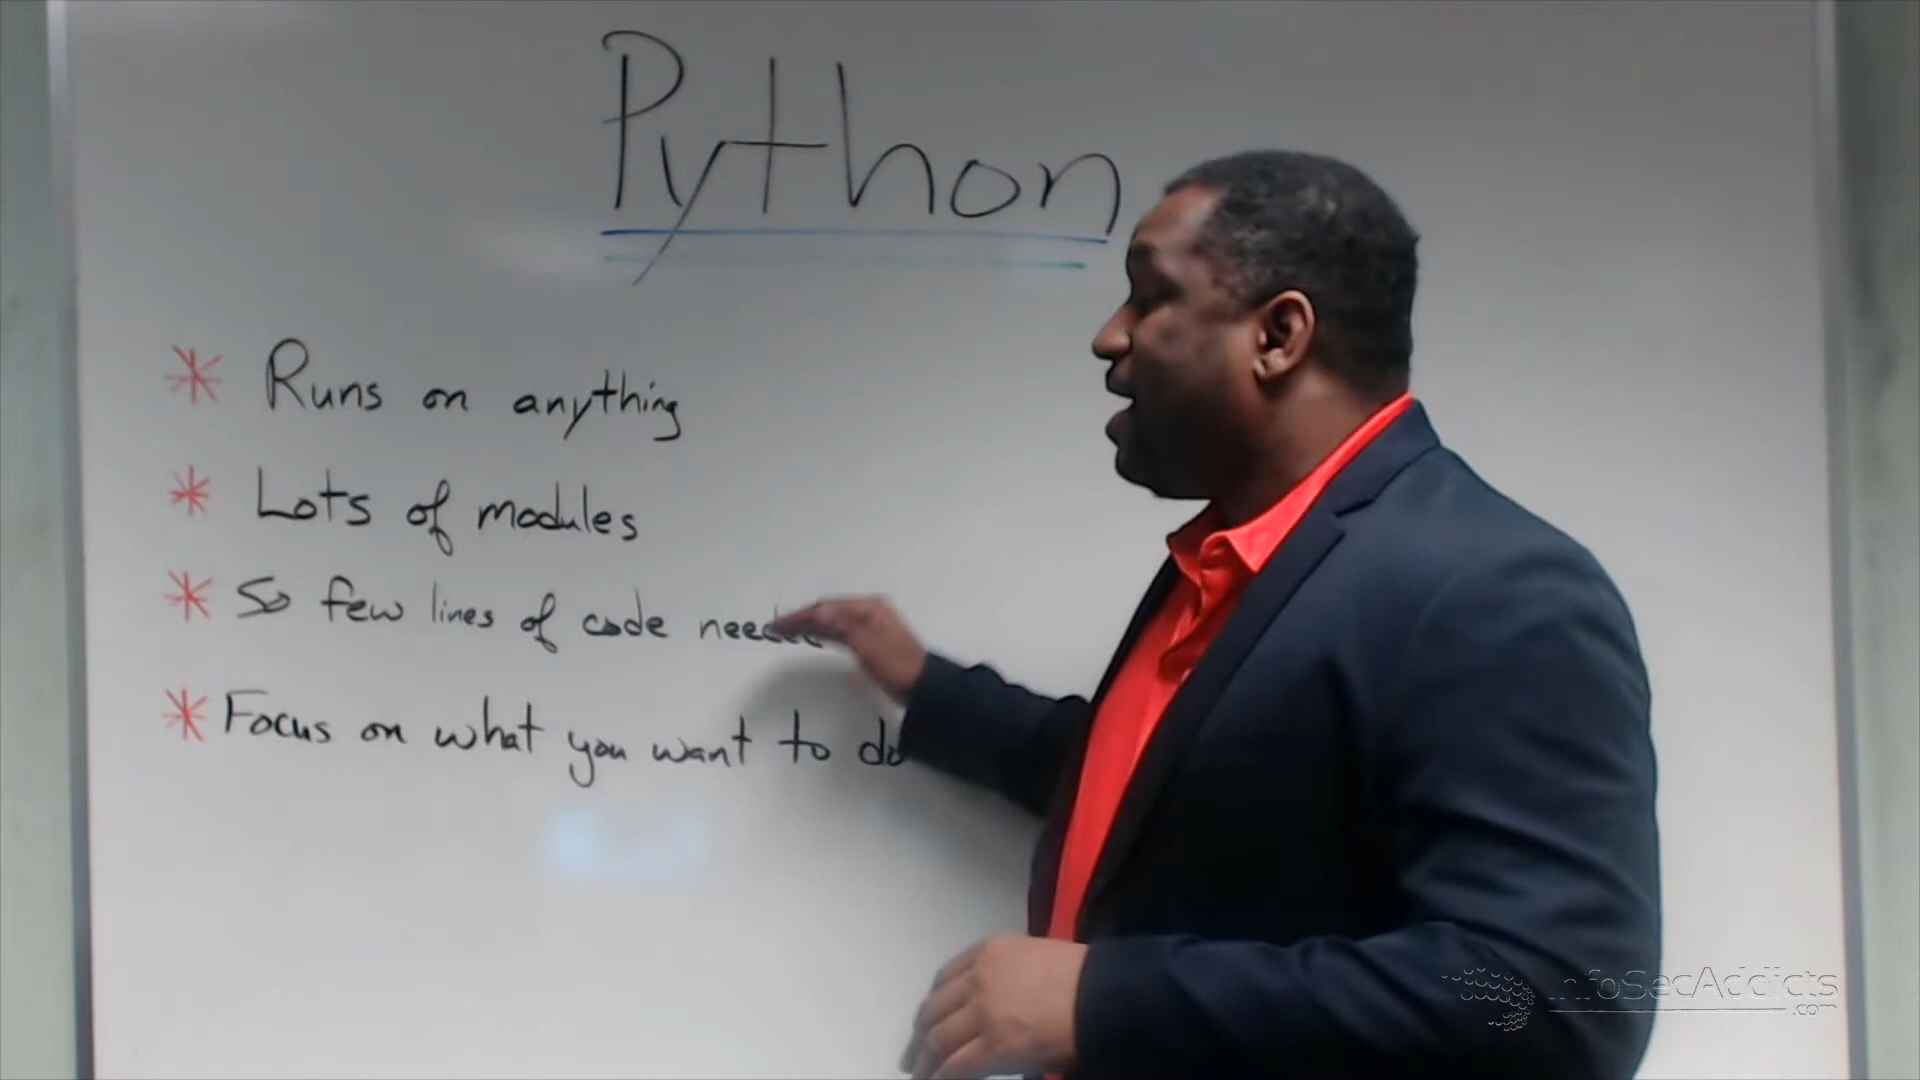 Python
* Runs on anything
* Lots of modules
* So few lines of code
* Focus on what you want to do
InfoSecAddicts
.com